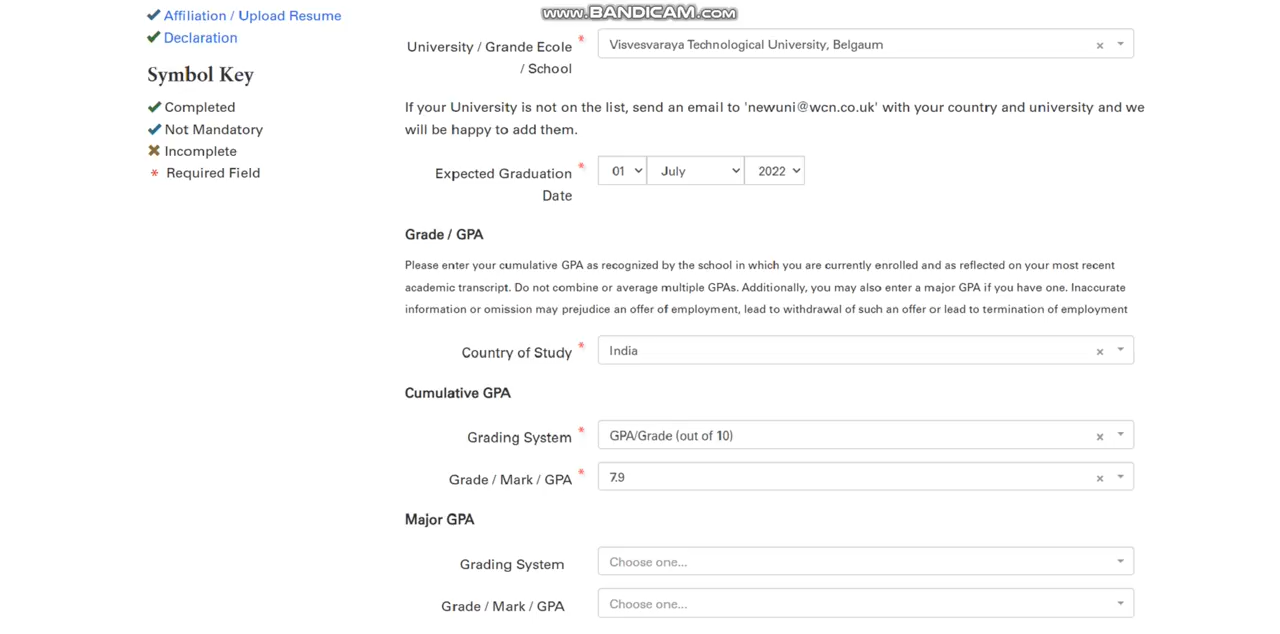 www.BANDICAM.com
Affiliation / Upload Resume
Declaration
Symbol Key
Completed
Not Mandatory
Incomplete
* Required Field
University / Grande Ecole *
/ School
Visvesvaraya Technological University, Belgaum × 
If your University is not on the list, send an email to 'newuni@wcn.co.uk' with your country and university and we
will be happy to add them.
Expected Graduation *
Date
01 July 2022
Grade / GPA
Please enter your cumulative GPA as recognized by the school in which you are currently enrolled and as reflected on your most recent
academic transcript. Do not combine or average multiple GPAs. Additionally, you may also enter a major GPA if you have one. Inaccurate
information or omission may prejudice an offer of employment, lead to withdrawal of such an offer or lead to termination of employment
Country of Study * India ×
Cumulative GPA
Grading System * GPA/Grade (out of 10) ×
Grade / Mark / GPA * 7.9 ×
Major GPA
Grading System Choose one...
Grade / Mark / GPA Choose one...